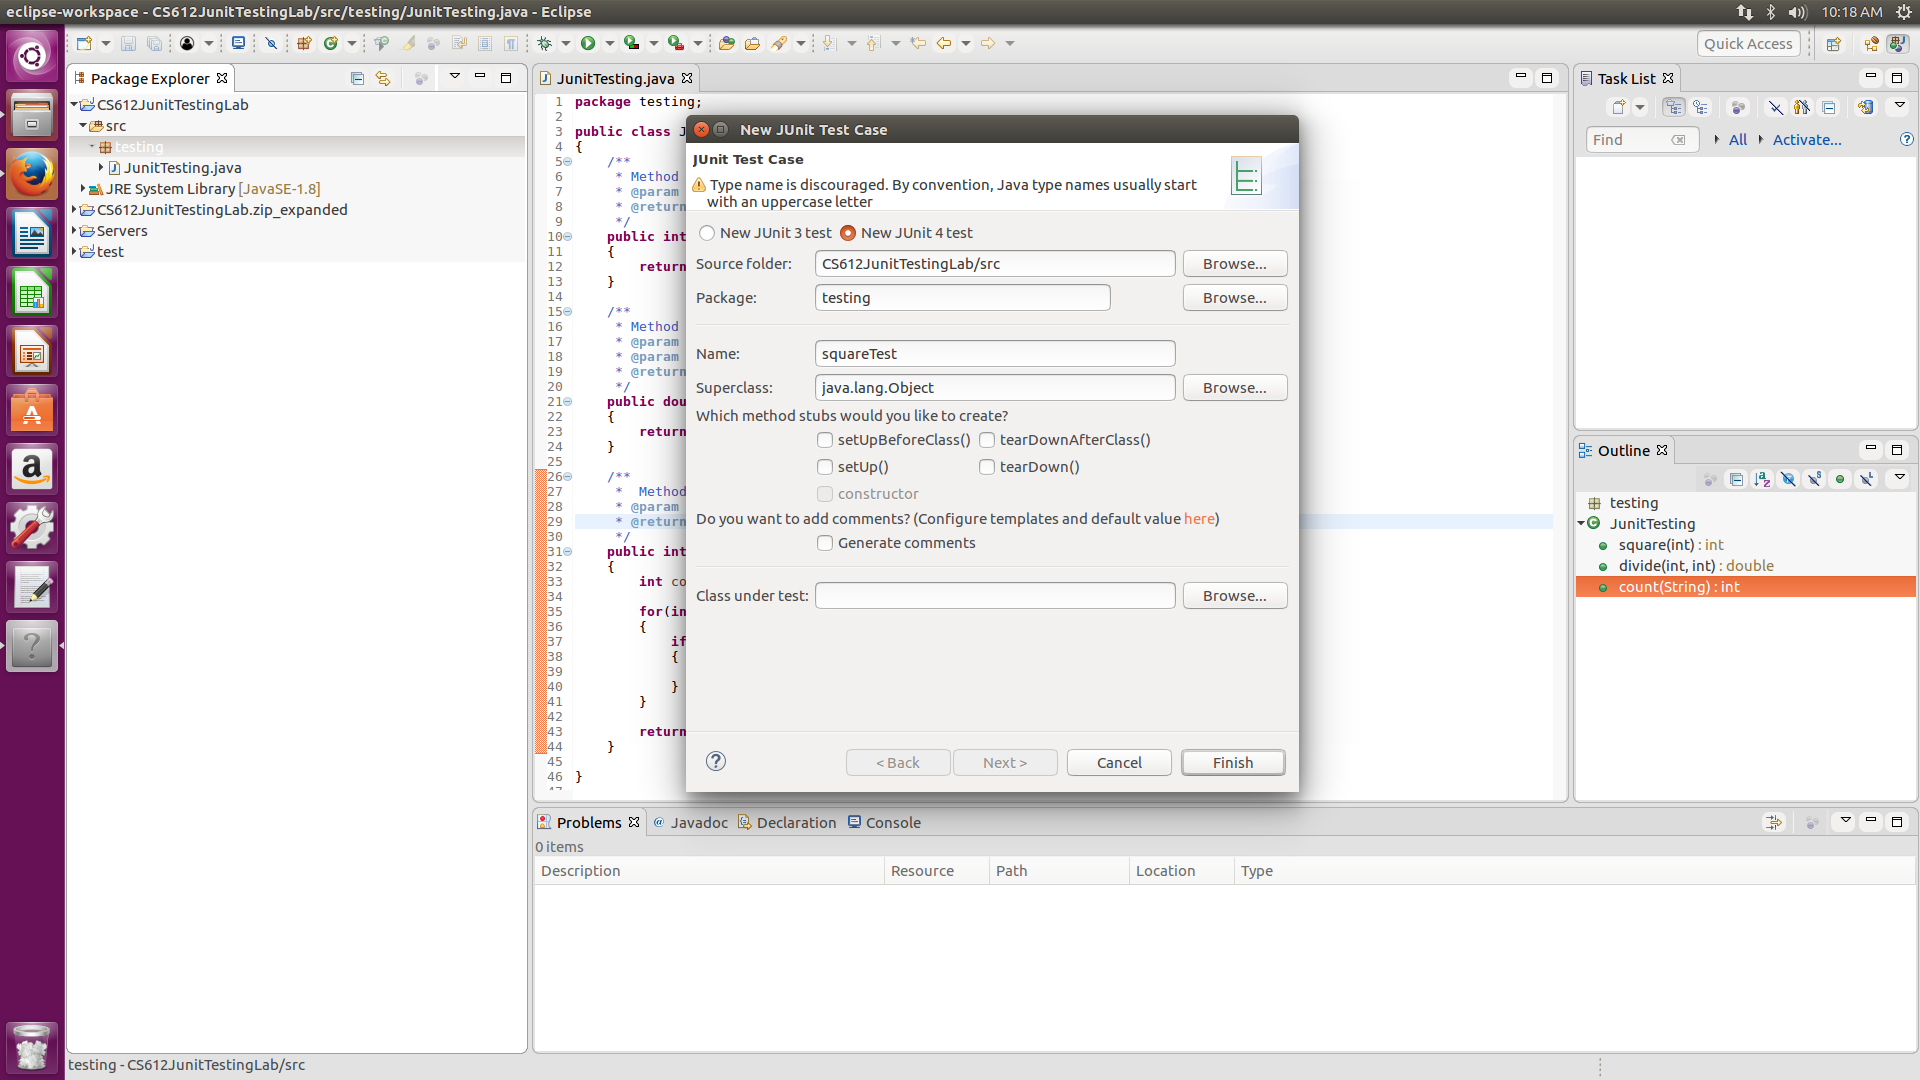 eclipse-workspace - CS612JunitTestingLab/src/testing/JunitTesting.java - Eclipse
10:18 AM
Quick Access
Package Explorer
CS612JunitTestingLab
src
testing
JunitTesting.java
JRE System Library [JavaSE-1.8]
CS612JunitTestingLab.zip_expanded
Servers
test
JunitTesting.java
1 package testing;
2
3 public class J
4 {
5 /**
6 * Method
7 * @param
8 * @return
9 */
10 public int
11 {
12 return
13 }
14
15 /**
16 * Method
17 * @param
18 * @param
19 * @return
20 */
21 public dou
22 {
23 return
24 }
25
26 /**
27 * Method
28 * @param
29 * @return
30 */
31 public int
32 {
33 int co
34
35 for(in
36 {
37 if
38 {
39
40 }
41 }
42
43 return
44 }
45
46 }
47
New JUnit Test Case
JUnit Test Case
Type name is discouraged. By convention, Java type names usually start
with an uppercase letter
New JUnit 3 test New JUnit 4 test
Source folder: CS612JunitTestingLab/src Browse...
Package: testing Browse...
Name: squareTest
Superclass: java.lang.Object Browse...
Which method stubs would you like to create?
setUpBeforeClass() tearDownAfterClass()
setUp() tearDown()
constructor
Do you want to add comments? (Configure templates and default value here)
Generate comments
Class under test: Browse...
< Back Next > Cancel Finish
Task List
Find All Activate...
Outline
testing
JunitTesting
square(int) : int
divide(int, int) : double
count(String) : int
Problems @ Javadoc Declaration Console
0 items
Description Resource Path Location Type
testing - CS612JunitTestingLab/src